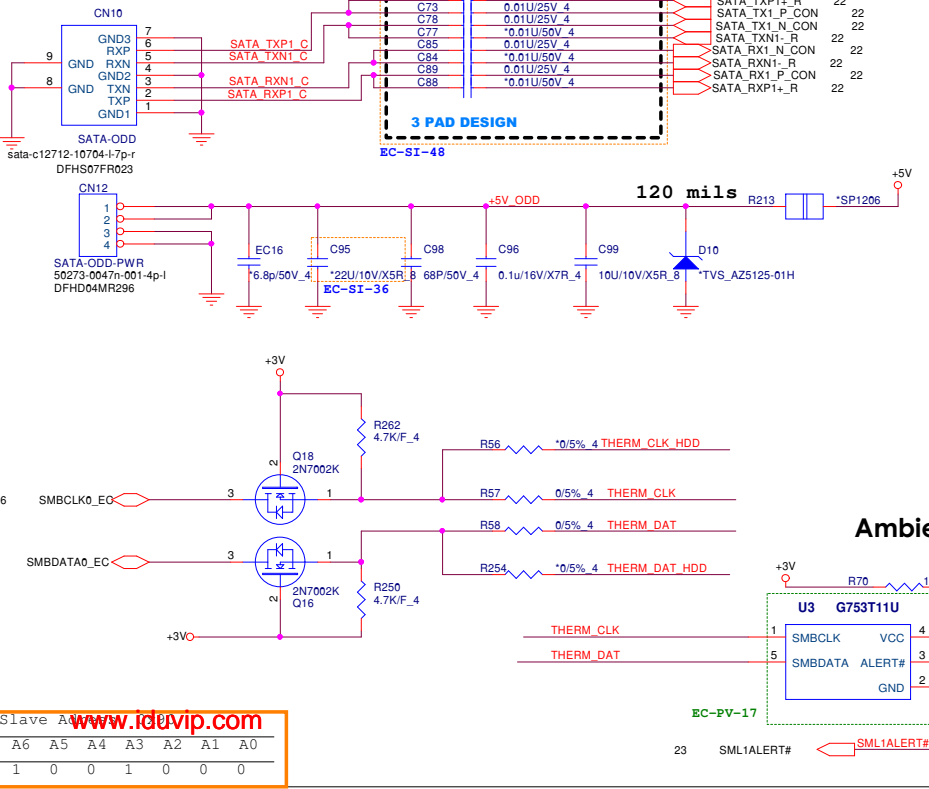 CN10
GND3 7
RXP 6
RXN 5
GND2 4
TXN 3
TXP 2
GND1 1
9 GND
8 GND
SATA_TXP1_C
SATA_TXN1_C
SATA_RXN1_C
SATA_RXP1_C
SATA-ODD
sata-c12712-10704-l-7p-r
DFHS07FR023
C73 0.01U/25V_4
C78 0.01U/25V_4
C77 *0.01U/50V_4
C85 0.01U/25V_4
C84 *0.01U/50V_4
C89 0.01U/25V_4
C88 *0.01U/50V_4
3 PAD DESIGN
EC-SI-48
SATA_TXP1+_R 22
SATA_TX1_P_CON 22
SATA_TX1_N_CON 22
SATA_TXN1-_R 22
SATA_RX1_N_CON 22
SATA_RXN1-_R 22
SATA_RX1_P_CON 22
SATA_RXP1+_R 22
CN12
1
2
3
4
SATA-ODD-PWR
50273-0047n-001-4p-l
DFHD04MR296
+5V_ODD
120 mils
R213
*SP1206
+5V
EC16
*6.8p/50V_4
C95
*22U/10V/X5R_8
EC-SI-36
C98
68P/50V_4
C96
0.1u/16V/X7R_4
C99
10U/10V/X5R_8
D10
*TVS_AZ5125-01H
+3V
R262
4.7K/F_4
Q18
2N7002K
2
3
1
6
SMBCLK0_EC
R56 *0/5%_4 THERM_CLK_HDD
R57 0/5%_4 THERM_CLK
R58 0/5%_4 THERM_DAT
R254 *0/5%_4 THERM_DAT_HDD
SMBDATA0_EC
3
1
2
2N7002K
Q16
R250
4.7K/F_4
+3V
Ambie
+3V
R70
1
U3 G753T11U
THERM_CLK
THERM_DAT
1 SMBCLK VCC 4
5 SMBDATA ALERT# 3
GND 2
EC-PV-17
23 SML1ALERT#
SML1ALERT#
Slave
www.iduvip.com
A6 A5 A4 A3 A2 A1 A0
1 0 0 1 0 0 0